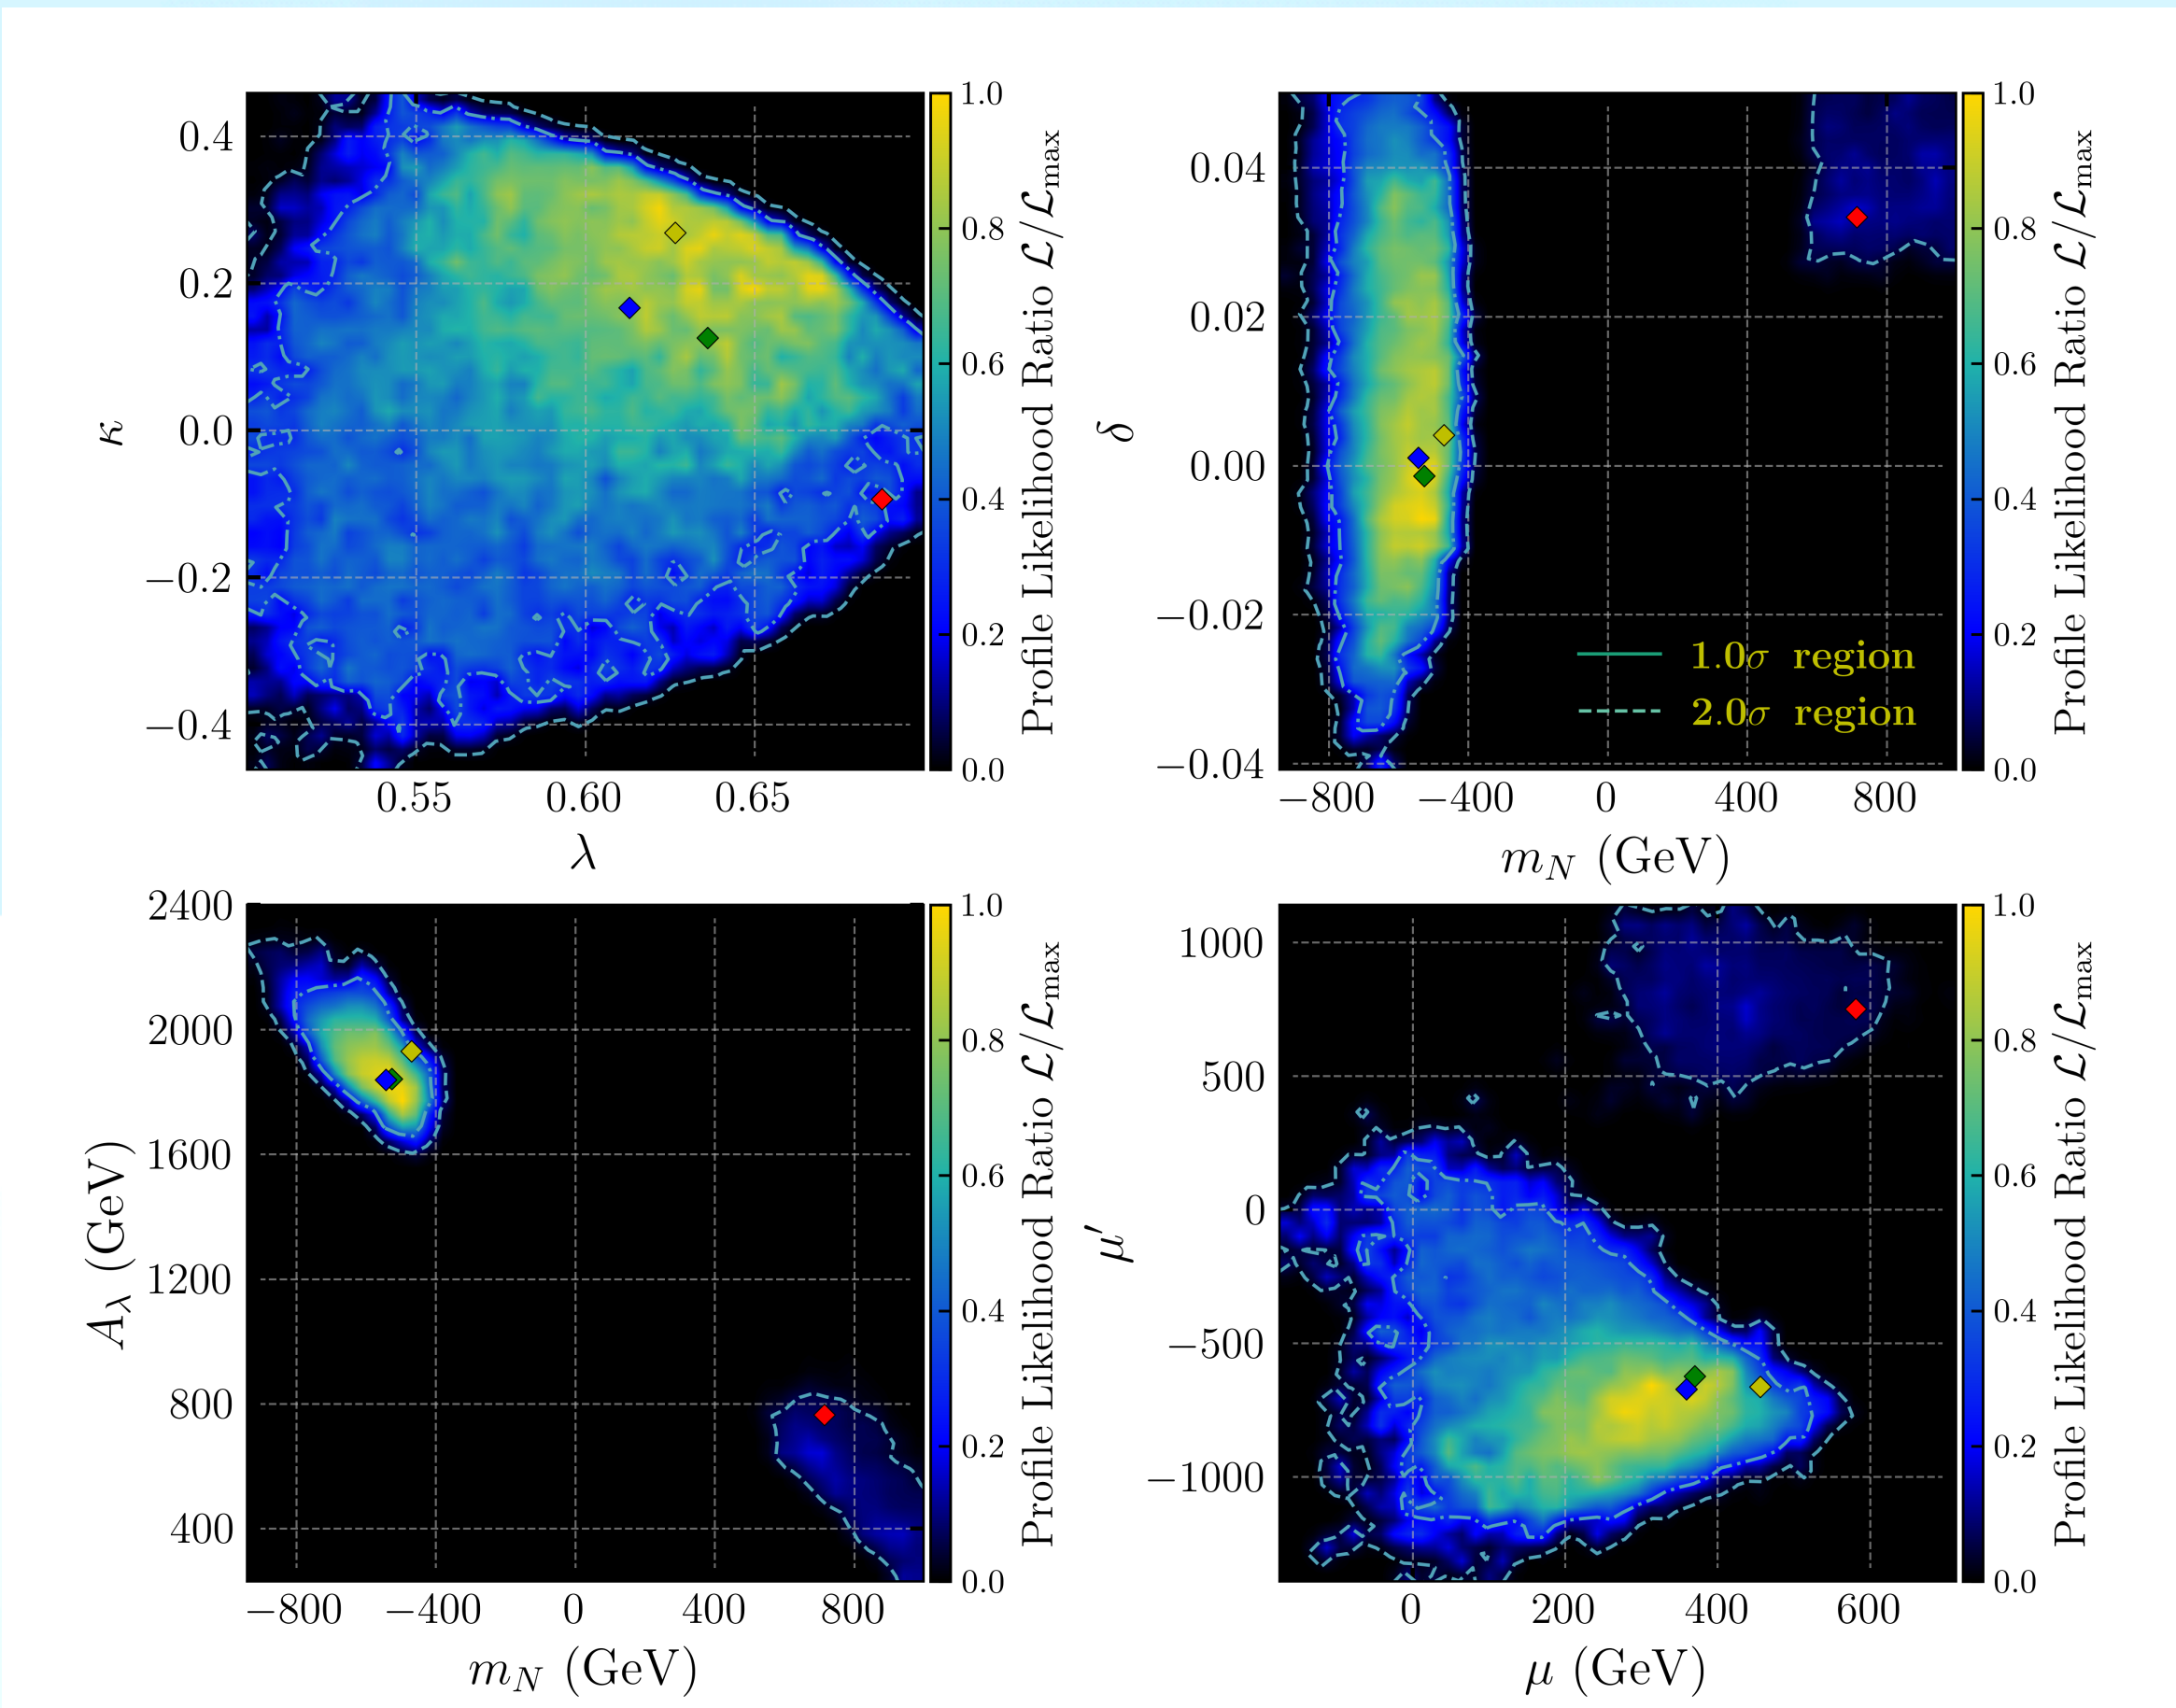 0.4
0.2
0.0
−0.2
−0.4
κ
0.55 0.60 0.65
λ
1.0
0.8
0.6
0.4
0.2
0.0
Profile Likelihood Ratio ℒ/ℒmax
0.04
0.02
0.00
−0.02
−0.04
δ
1.0σ region
2.0σ region
−800 −400 0 400 800
m_N (GeV)
1.0
0.8
0.6
0.4
0.2
0.0
Profile Likelihood Ratio ℒ/ℒmax
2400
2000
1600
1200
800
400
A_λ (GeV)
−800 −400 0 400 800
m_N (GeV)
1.0
0.8
0.6
0.4
0.2
0.0
Profile Likelihood Ratio ℒ/ℒmax
1000
500
0
−500
−1000
μ′
0 200 400 600
μ (GeV)
1.0
0.8
0.6
0.4
0.2
0.0
Profile Likelihood Ratio ℒ/ℒmax